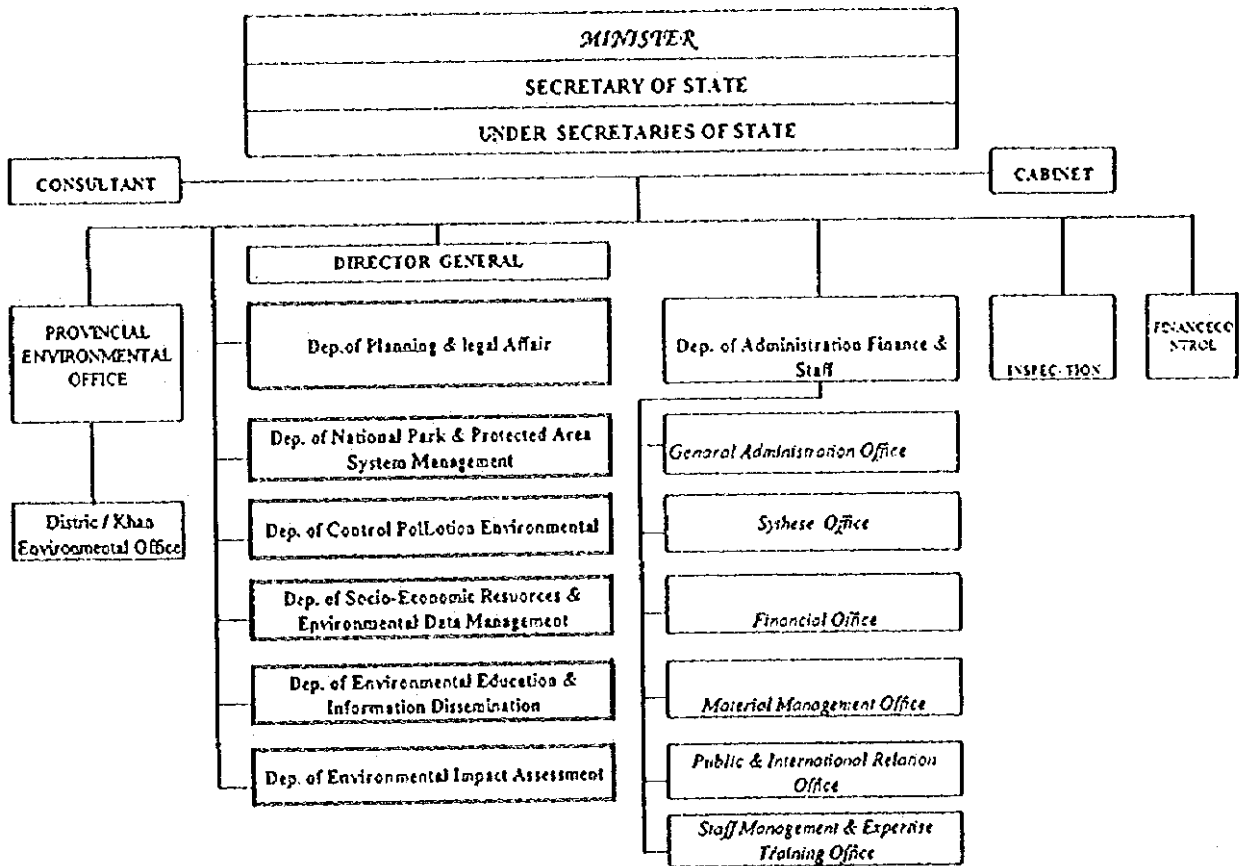 MINISTER
SECRETARY OF STATE
UNDER SECRETARIES OF STATE
CONSULTANT
CABINET
DIRECTOR GENERAL
PROVINCIAL
ENVIRONMENTAL
OFFICE
Distric / Khan
Environmental Office
Dep.of Planning & legal Affair
Dep. of National Park & Protected Area
System Management
Dep. of Control PolLotion Environmental
Dep. of Socio-Economic Resuorces &
Environmental Data Management
Dep. of Environmental Education &
Information Dissemination
Dep. of Environmental Impact Assessment
Dep. of Administration Finance &
Staff
General Administration Office
Sythese Office
Financial Office
Material Management Office
Public & International Relation
Office
Staff Management & Expertise
Training Office
INSPEC-TION
FINANCECO
NTROL